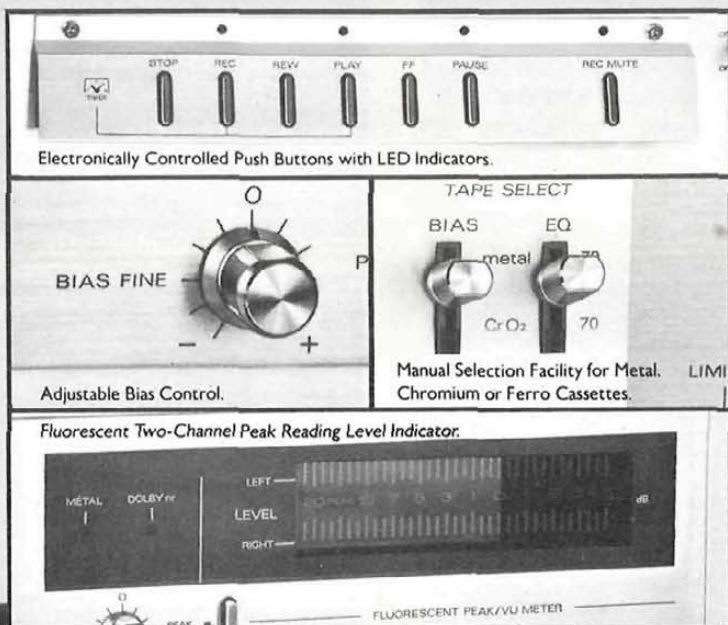 TIMER
STOP REC REW PLAY FF PAUSE REC MUTE
Electronically Controlled Push Buttons with LED Indicators.
O
BIAS FINE
- +
Adjustable Bias Control.
TAPE SELECT
BIAS EQ
metal 70
CrO₂ 70
Manual Selection Facility for Metal.
Chromium or Ferro Cassettes.
LIMI
Fluorescent Two-Channel Peak Reading Level Indicator.
METAL DOLBY nr
LEFT
LEVEL
RIGHT
dB
O
PEAK
FLUORESCENT PEAK/VU METER